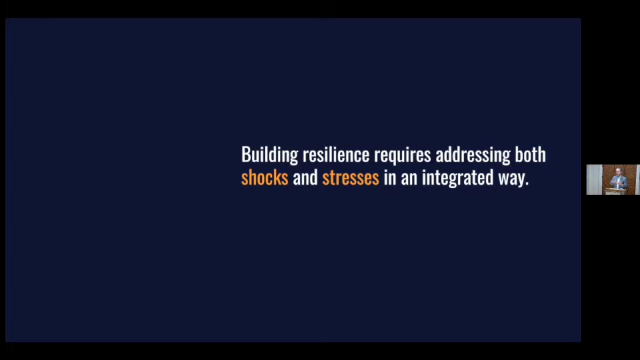 Building resilience requires addressing both
shocks and stresses in an integrated way.